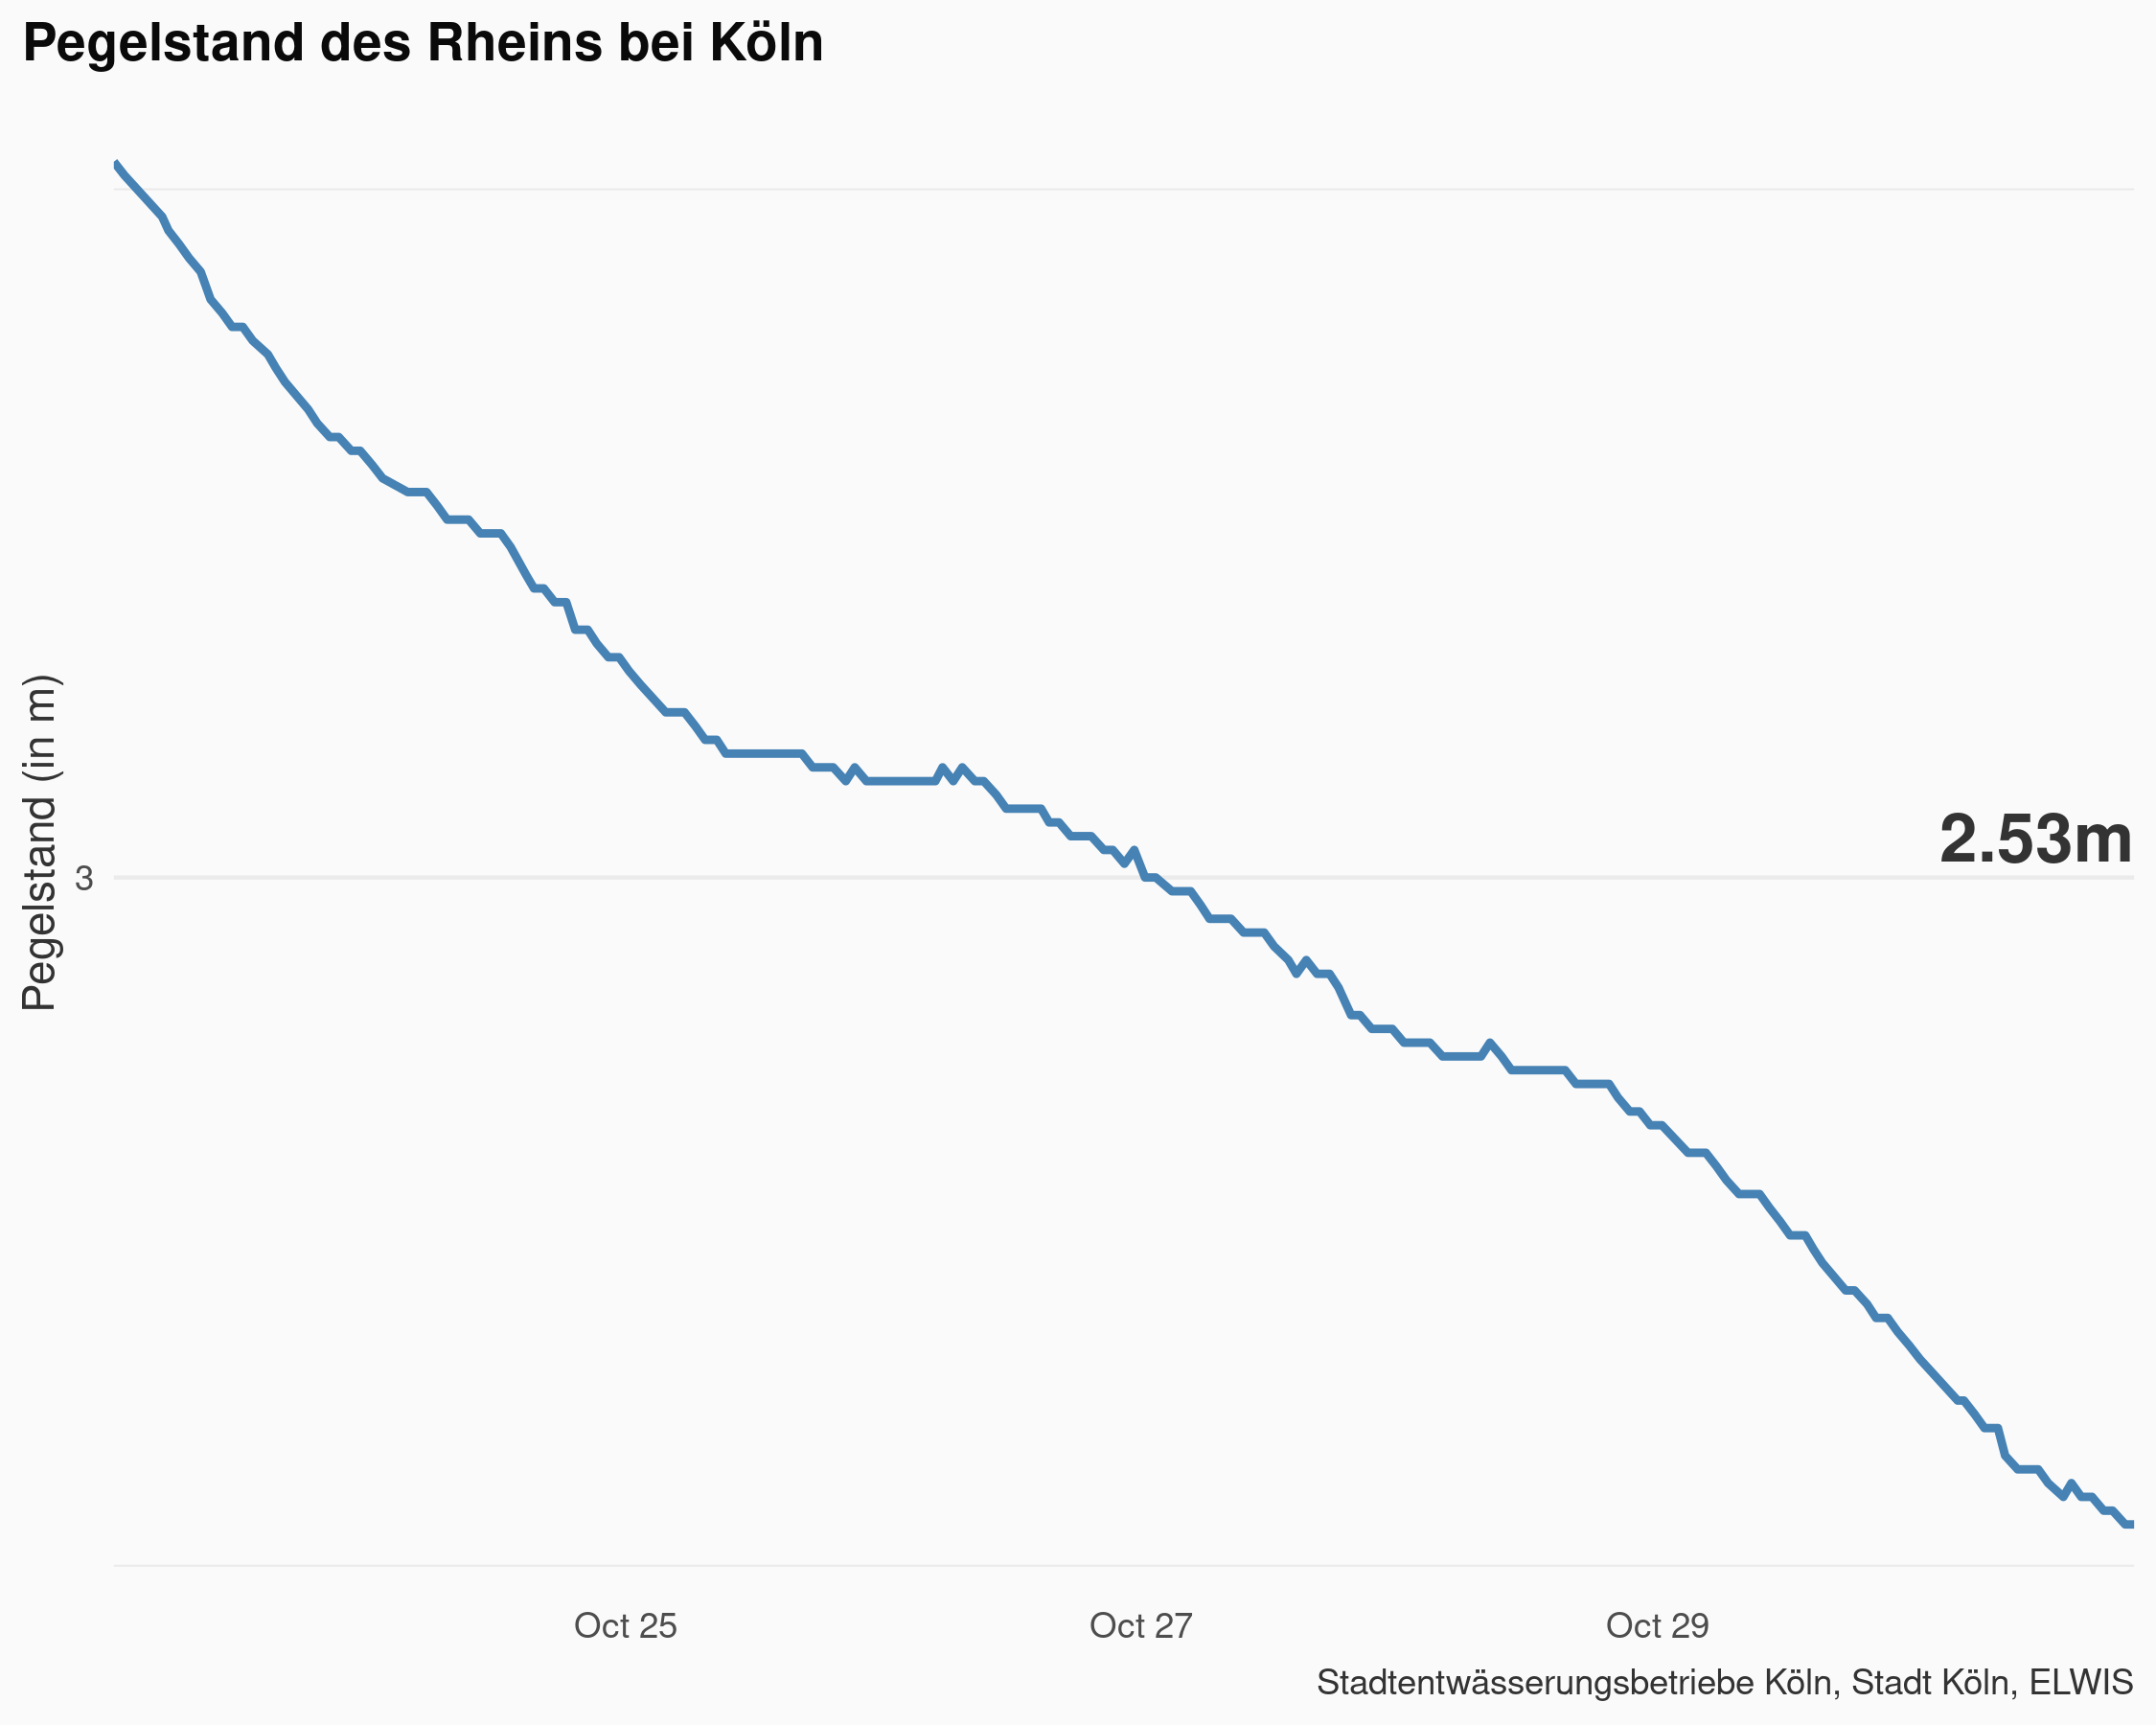 Pegelstand des Rheins bei Köln
Pegelstand (in m)
2.53m
3
Oct 25
Oct 27
Oct 29
Stadtentwässerungsbetriebe Köln, Stadt Köln, ELWIS